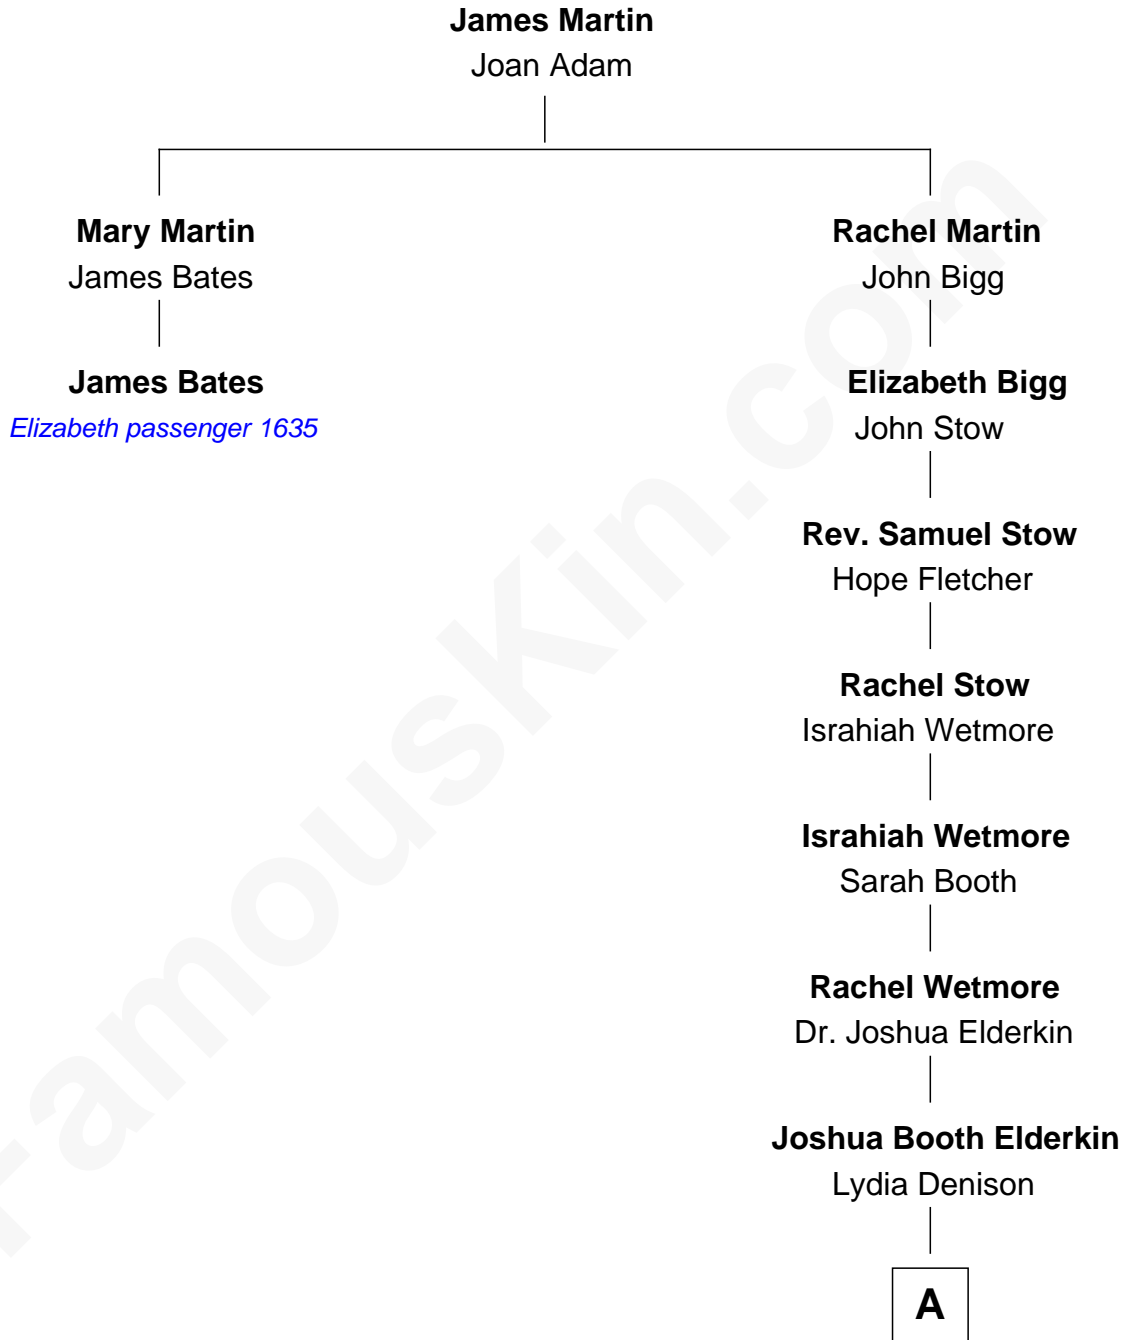 James Martin
Joan Adam
Mary Martin
James Bates
Rachel Martin
John Bigg
James Bates
Elizabeth passenger 1635
Elizabeth Bigg
John Stow
Rev. Samuel Stow
Hope Fletcher
Rachel Stow
Israhiah Wetmore
Israhiah Wetmore
Sarah Booth
Rachel Wetmore
Dr. Joshua Elderkin
Joshua Booth Elderkin
Lydia Denison
A
FamousKin.com